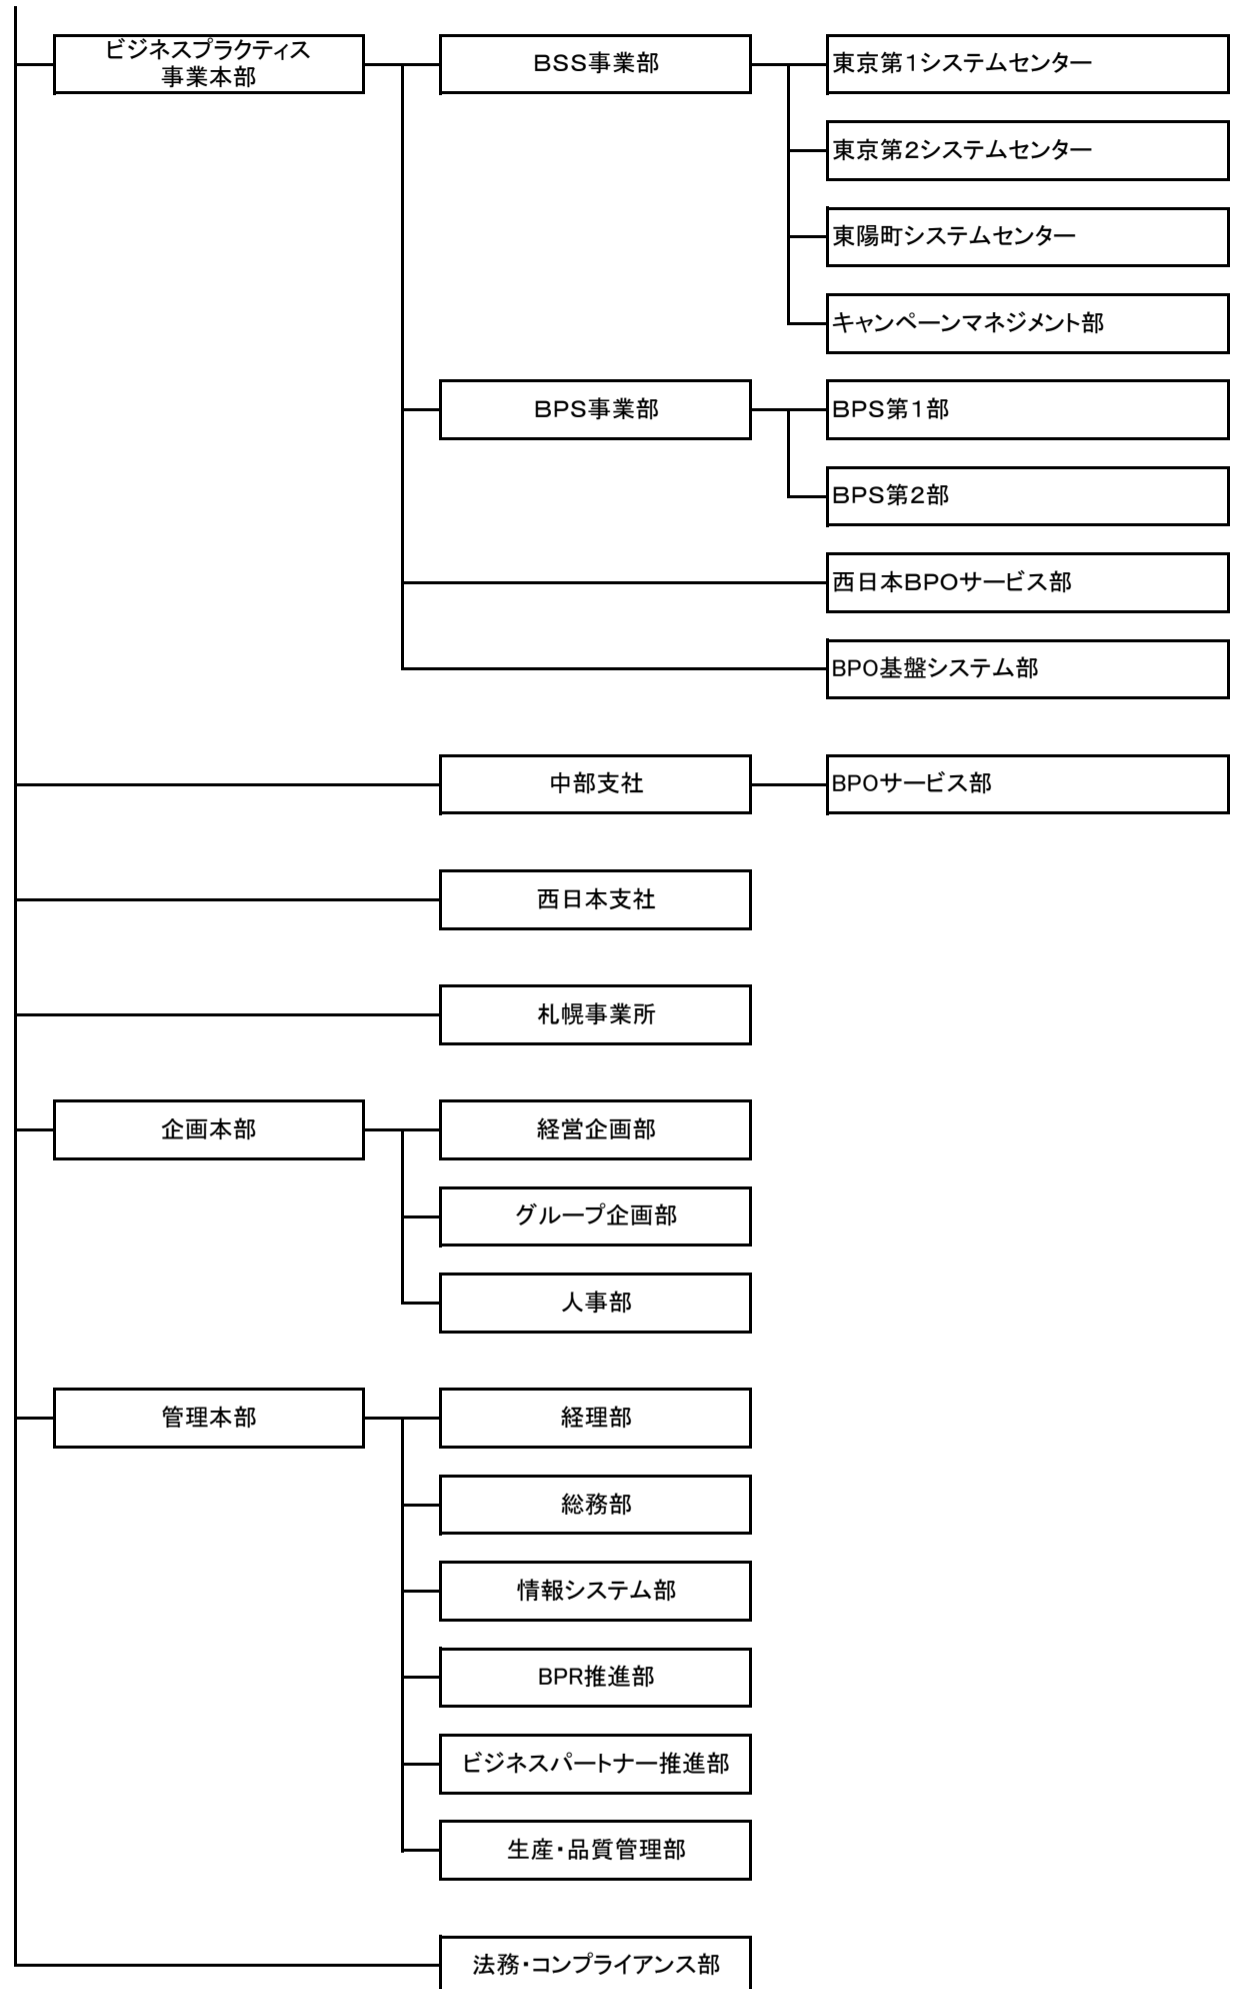 ビジネスプラクティス
事業本部
BSS事業部
東京第1システムセンター
東京第2システムセンター
東陽町システムセンター
キャンペーンマネジメント部
BPS事業部
BPS第1部
BPS第2部
西日本BPOサービス部
BPO基盤システム部
中部支社
BPOサービス部
西日本支社
札幌事業所
企画本部
経営企画部
グループ企画部
人事部
管理本部
経理部
総務部
情報システム部
BPR推進部
ビジネスパートナー推進部
生産・品質管理部
法務・コンプライアンス部